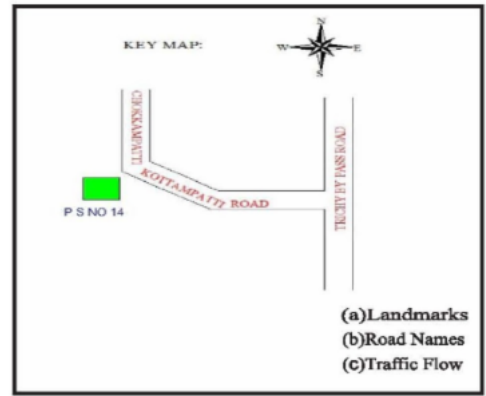 KEY MAP:
N
W
E
S
CHOKKAMPATTI
KOTTAMPATTI ROAD
TRICHY BY PASS ROAD
P S NO 14
(a)Landmarks
(b)Road Names
(c)Traffic Flow